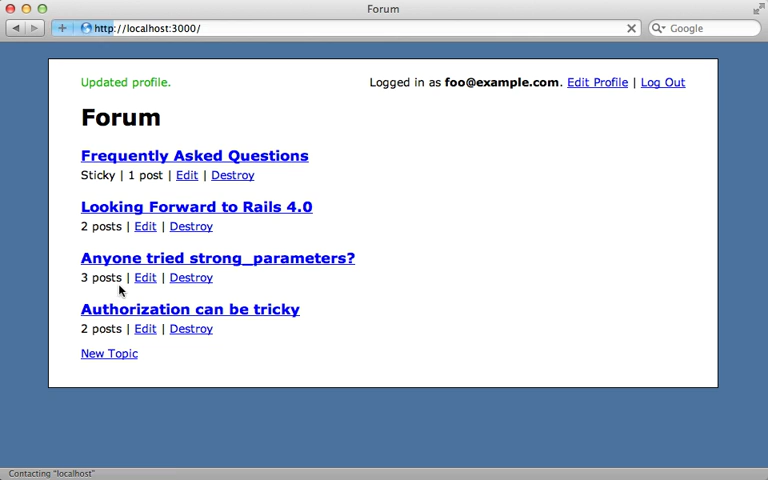 Forum
http://localhost:3000/
Google
Updated profile.
Logged in as foo@example.com. Edit Profile | Log Out
Forum
Frequently Asked Questions
Sticky | 1 post | Edit | Destroy
Looking Forward to Rails 4.0
2 posts | Edit | Destroy
Anyone tried strong_parameters?
3 posts | Edit | Destroy
Authorization can be tricky
2 posts | Edit | Destroy
New Topic
Contacting "localhost"